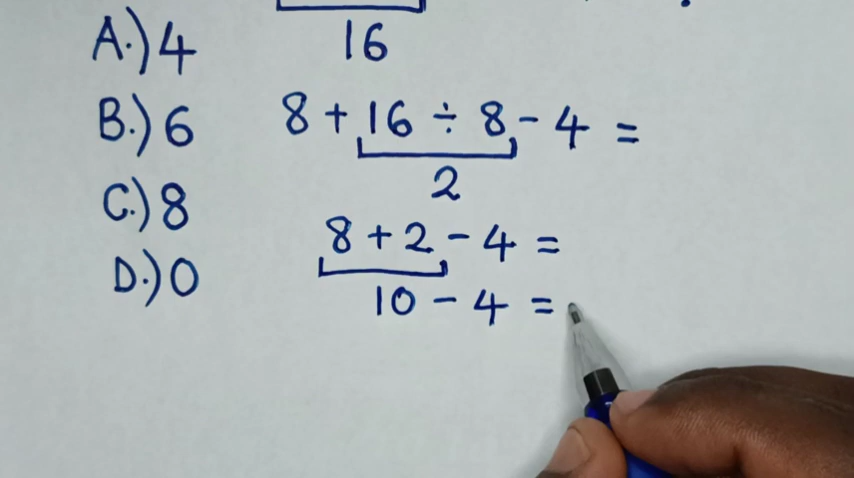 A.) 4
16
B.) 6
8 + 16 ÷ 8 - 4 =
2
C.) 8
8 + 2 - 4 =
D.) 0
10 - 4 =